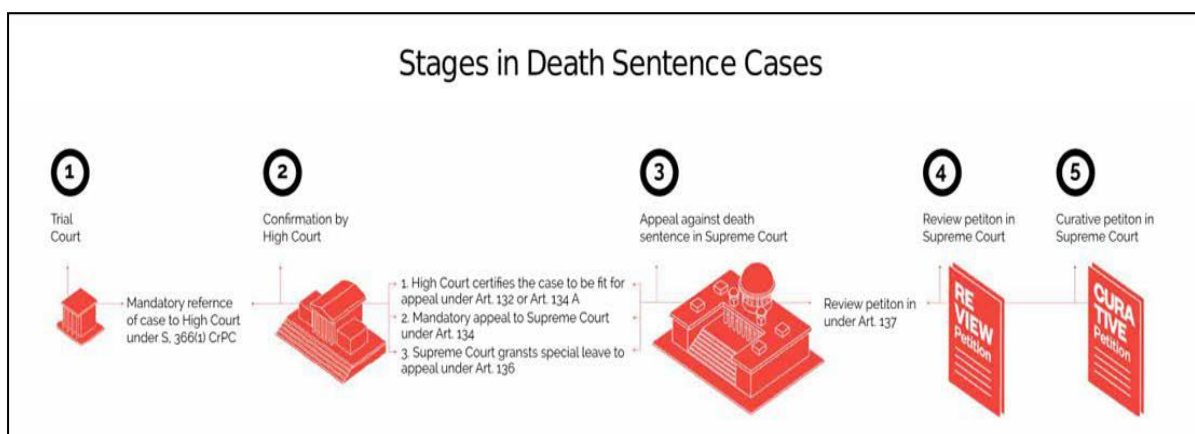 Stages in Death Sentence Cases
1
Trial
Court
Mandatory refernce
of case to High Court
under S, 366(1) CrPC
2
Confirmation by
High Court
1. High Court certifies the case to be fit for
appeal under Art. 132 or Art. 134 A
2. Mandatory appeal to Supreme Court
under Art. 134
3. Supreme Court gransts special leave to
appeal under Art. 136
3
Appeal against death
sentence in Supreme Court
Review petiton in
under Art. 137
4
Review petiton in
Supreme Court
RE
VIEW
Petition
5
Curative petiton in
Supreme Court
CURA
TIVE
Petition